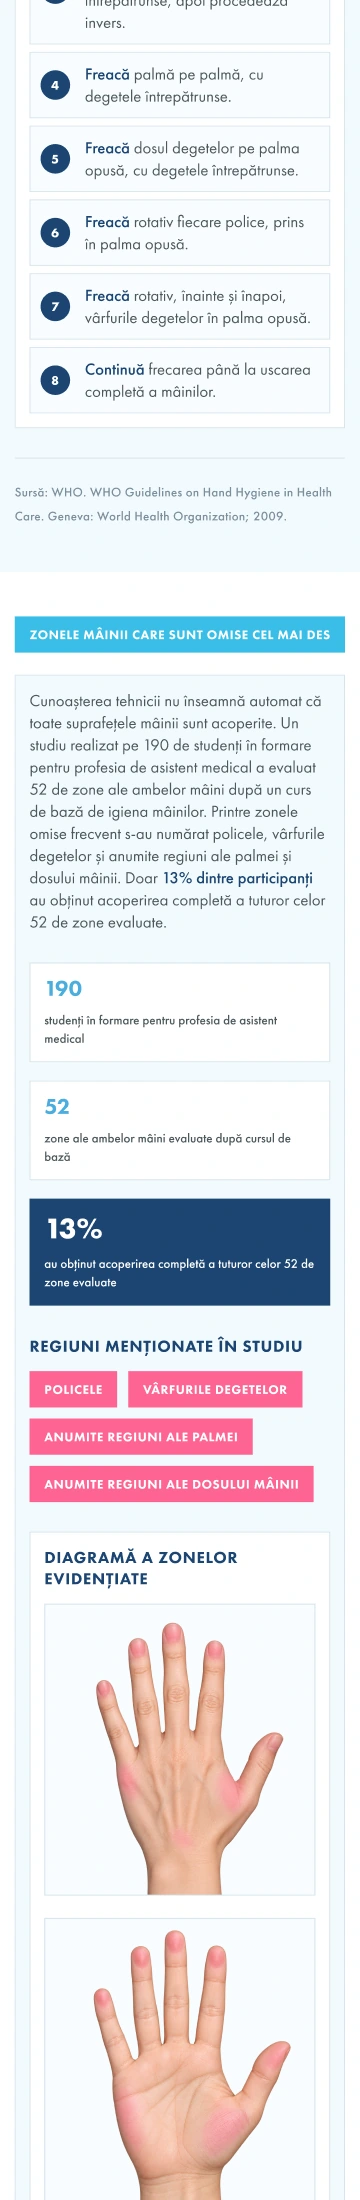 întrepătrunse, apoi procedează
invers.
4
Freacă palmă pe palmă, cu
degetele întrepătrunse.
5
Freacă dosul degetelor pe palma
opusă, cu degetele întrepătrunse.
6
Freacă rotativ fiecare police, prins
în palma opusă.
7
Freacă rotativ, înainte și înapoi,
vârfurile degetelor în palma opusă.
8
Continuă frecarea până la uscarea
completă a mâinilor.
Sursă: WHO. WHO Guidelines on Hand Hygiene in Health
Care. Geneva: World Health Organization; 2009.
ZONELE MÂINII CARE SUNT OMISE CEL MAI DES
Cunoașterea tehnicii nu înseamnă automat că
toate suprafețele mâinii sunt acoperite. Un
studiu realizat pe 190 de studenți în formare
pentru profesia de asistent medical a evaluat
52 de zone ale ambelor mâini după un curs
de bază de igiena mâinilor. Printre zonele
omise frecvent s-au numărat policele, vârfurile
degetelor și anumite regiuni ale palmei și
dosului mâinii. Doar 13% dintre participanți
au obținut acoperirea completă a tuturor celor
52 de zone evaluate.
190
studenți în formare pentru profesia de asistent
medical
52
zone ale ambelor mâini evaluate după cursul de
bază
13%
au obținut acoperirea completă a tuturor celor 52 de
zone evaluate
REGIUNI MENȚIONATE ÎN STUDIU
POLICELE
VÂRFURILE DEGETELOR
ANUMITE REGIUNI ALE PALMEI
ANUMITE REGIUNI ALE DOSULUI MÂINII
DIAGRAMĂ A ZONELOR
EVIDENȚIATE